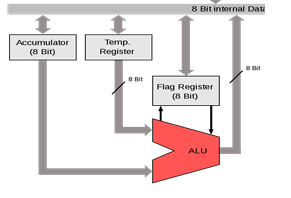 8 Bit internal Data
Accumulator
(8 Bit)
Temp.
Register
8 Bit
8 Bit
Flag Register
(8 Bit)
ALU